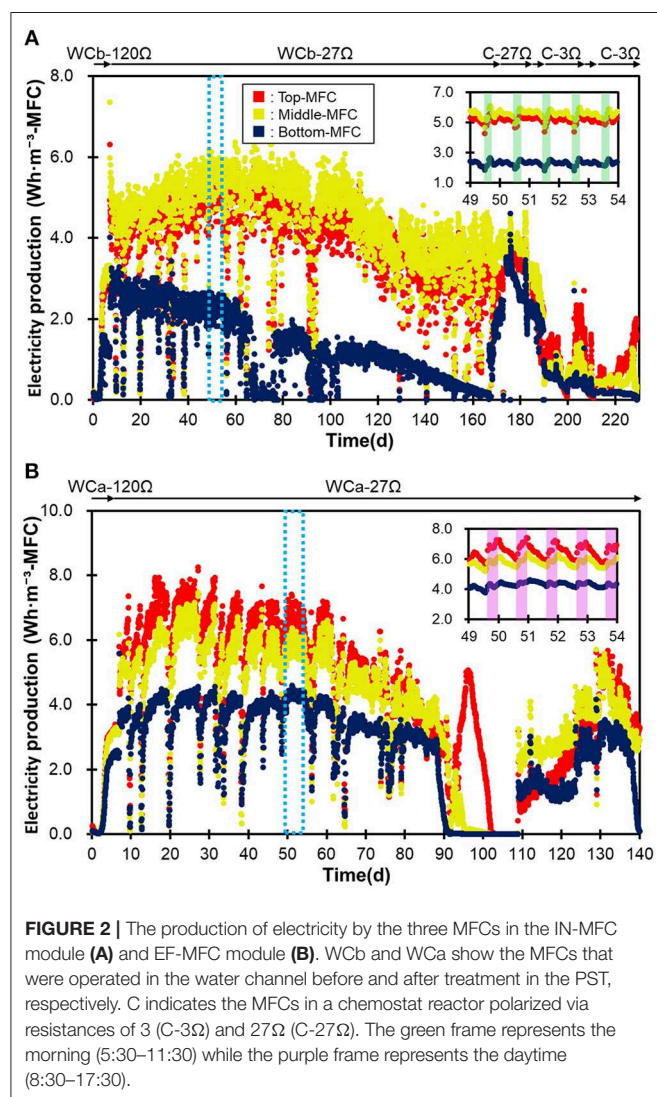 A
WCb-120Ω WCb-27Ω C-27Ω C-3Ω C-3Ω
Electricity production (Wh·m⁻³-MFC)
8.0
6.0
4.0
2.0
0.0
: Top-MFC
: Middle-MFC
: Bottom-MFC
7.0
5.0
3.0
1.0
49 50 51 52 53 54
0 20 40 60 80 100 120 140 160 180 200 220
Time(d)
B
WCa-120Ω WCa-27Ω
Electricity production (Wh·m⁻³-MFC)
10.0
8.0
6.0
4.0
2.0
0.0
8.0
6.0
4.0
2.0
49 50 51 52 53 54
0 10 20 30 40 50 60 70 80 90 100 110 120 130 140
Time(d)
FIGURE 2 | The production of electricity by the three MFCs in the IN-MFC
module (A) and EF-MFC module (B). WCb and WCa show the MFCs that
were operated in the water channel before and after treatment in the PST,
respectively. C indicates the MFCs in a chemostat reactor polarized via
resistances of 3 (C-3Ω) and 27Ω (C-27Ω). The green frame represents the
morning (5:30–11:30) while the purple frame represents the daytime
(8:30–17:30).